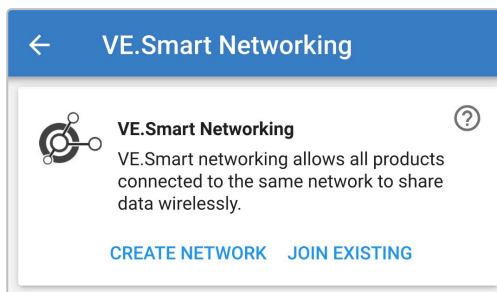 VE.Smart Networking
VE.Smart Networking
VE.Smart networking allows all products
connected to the same network to share
data wirelessly.
CREATE NETWORK JOIN EXISTING